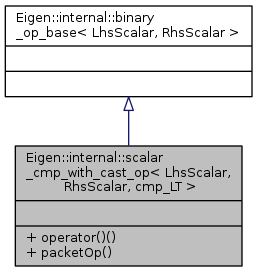 Eigen::internal::binary
_op_base< LhsScalar, RhsScalar >
Eigen::internal::scalar
_cmp_with_cast_op< LhsScalar,
RhsScalar, cmp_LT >
+ operator()()
+ packetOp()